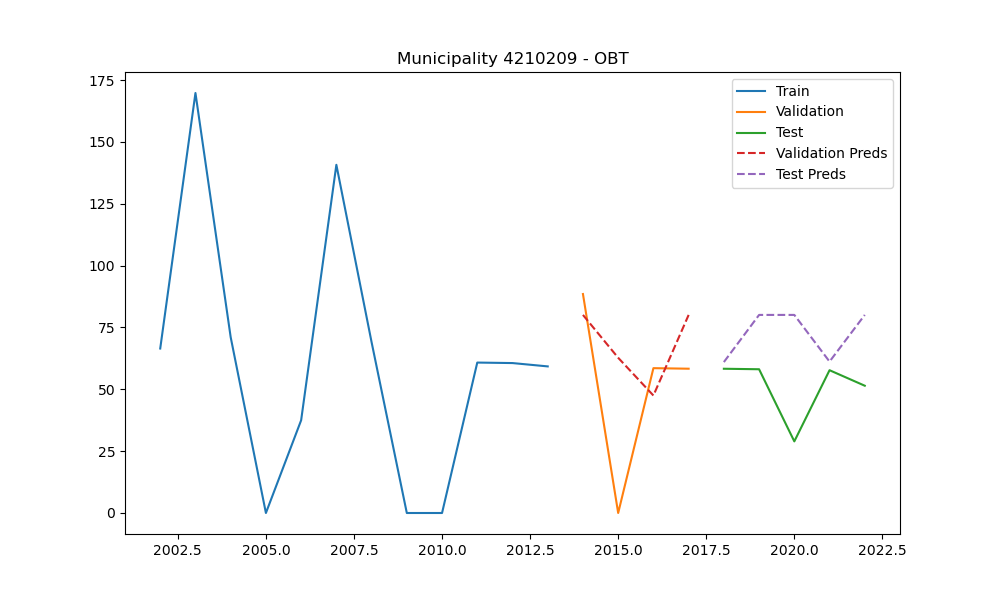 Municipality 4210209 - OBT
175
150
125
100
75
50
25
0
2002.5 2005.0 2007.5 2010.0 2012.5 2015.0 2017.5 2020.0 2022.5
Train
Validation
Test
Validation Preds
Test Preds